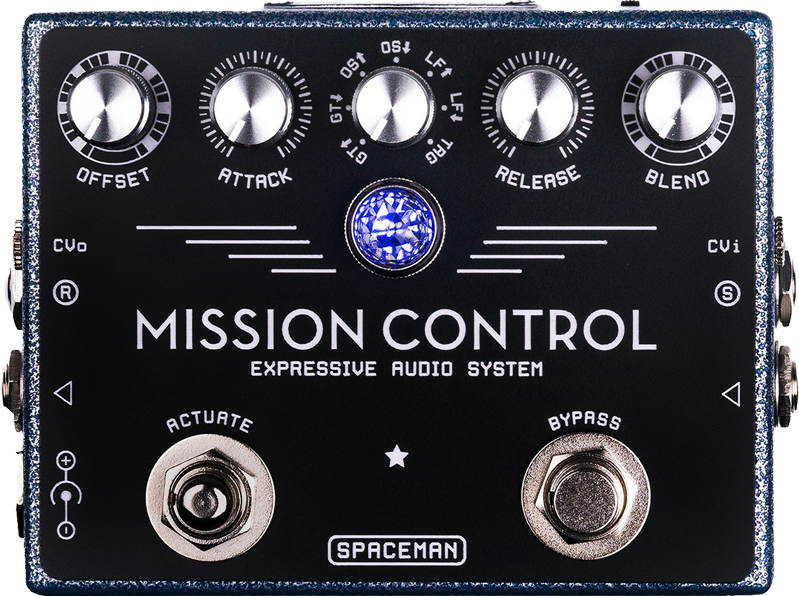 GT↑ GT↓ OS↑ OS↓ LF↑ LF↓ TRG
OFFSET ATTACK RELEASE BLEND
CVo CVi
R S
MISSION CONTROL
EXPRESSIVE AUDIO SYSTEM
ACTUATE BYPASS
+
-
SPACEMAN